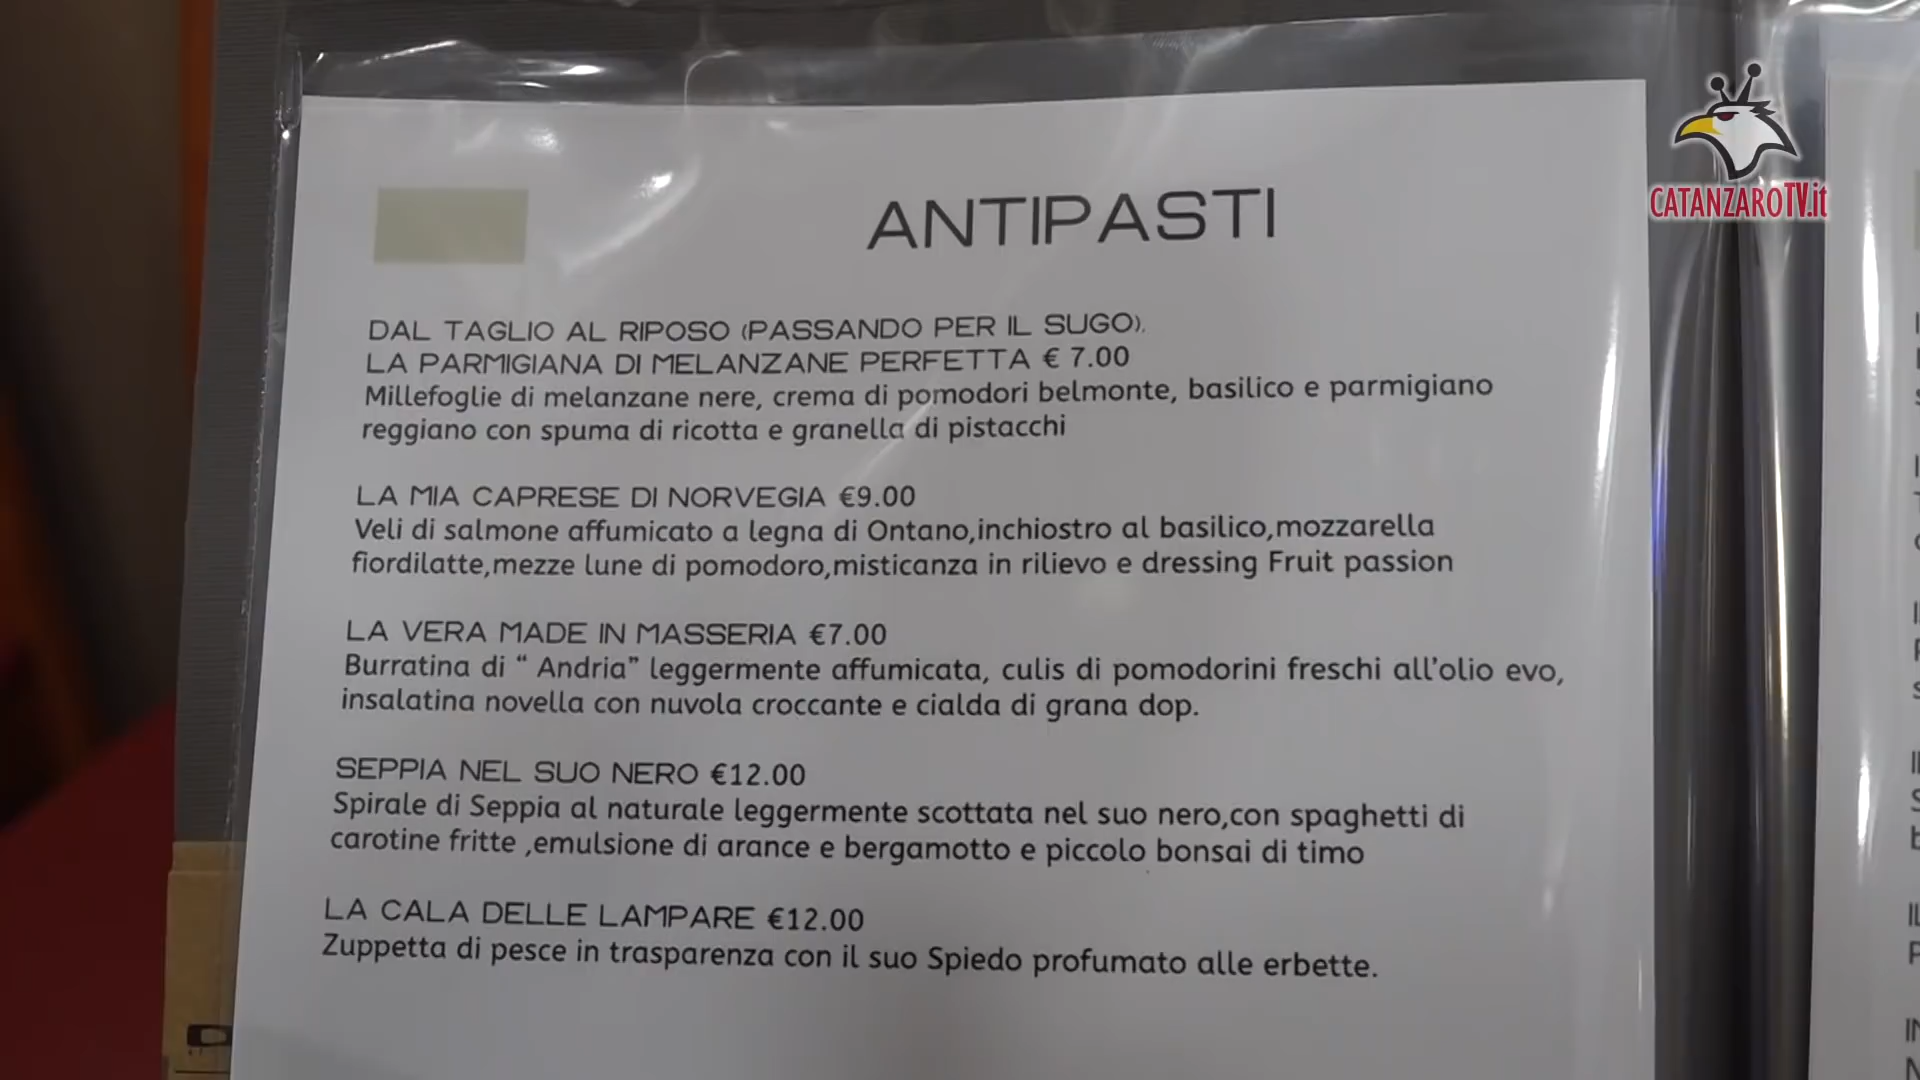 CATANZAROTV.it
ANTIPASTI
DAL TAGLIO AL RIPOSO (PASSANDO PER IL SUGO).
LA PARMIGIANA DI MELANZANE PERFETTA € 7.00
Millefoglie di melanzane nere, crema di pomodori belmonte, basilico e parmigiano
reggiano con spuma di ricotta e granella di pistacchi
LA MIA CAPRESE DI NORVEGIA €9.00
Veli di salmone affumicato a legna di Ontano,inchiostro al basilico,mozzarella
fiordilatte,mezze lune di pomodoro,misticanza in rilievo e dressing Fruit passion
LA VERA MADE IN MASSERIA €7.00
Burratina di “ Andria” leggermente affumicata, culis di pomodorini freschi all’olio evo,
insalatina novella con nuvola croccante e cialda di grana dop.
SEPPIA NEL SUO NERO €12.00
Spirale di Seppia al naturale leggermente scottata nel suo nero,con spaghetti di
carotine fritte ,emulsione di arance e bergamotto e piccolo bonsai di timo
LA CALA DELLE LAMPARE €12.00
Zuppetta di pesce in trasparenza con il suo Spiedo profumato alle erbette.